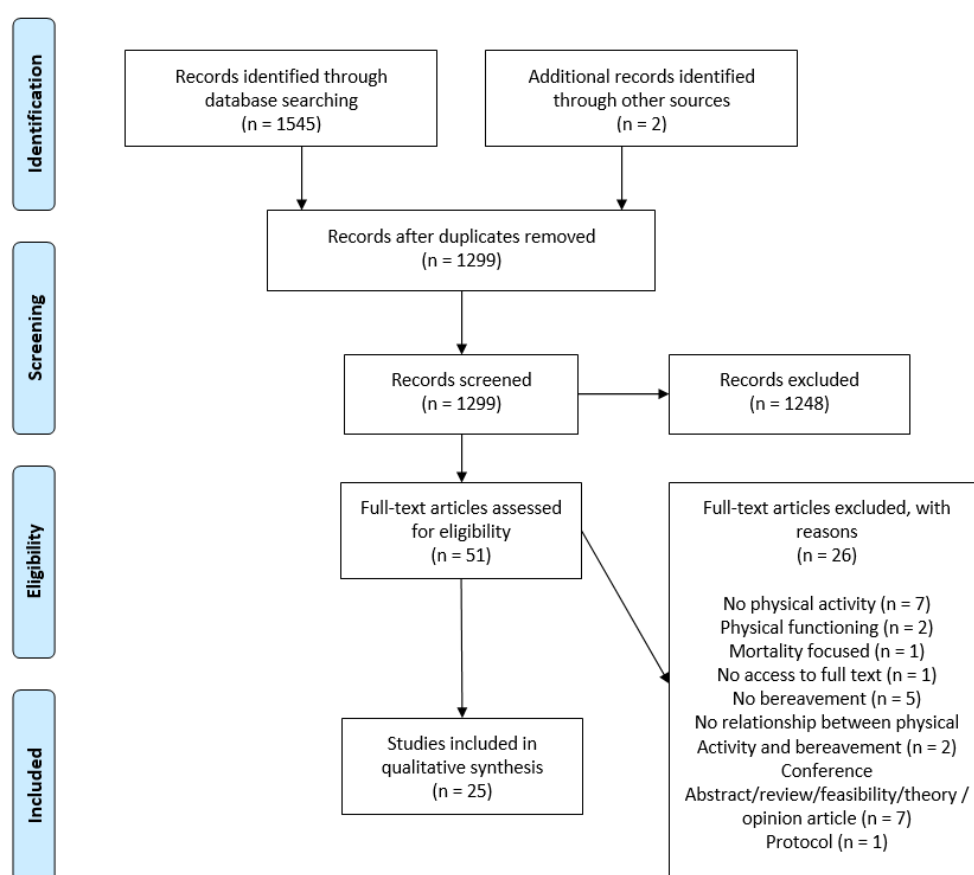 Identification
Records identified through
database searching
(n = 1545)
Additional records identified
through other sources
(n = 2)
Records after duplicates removed
(n = 1299)
Screening
Records screened
(n = 1299)
Records excluded
(n = 1248)
Eligibility
Full-text articles assessed
for eligibility
(n = 51)
Full-text articles excluded, with
reasons
(n = 26)
No physical activity (n = 7)
Physical functioning (n = 2)
Mortality focused (n = 1)
No access to full text (n = 1)
No bereavement (n = 5)
No relationship between physical
Activity and bereavement (n = 2)
Conference
Abstract/review/feasibility/theory /
opinion article (n = 7)
Protocol (n = 1)
Included
Studies included in
qualitative synthesis
(n = 25)